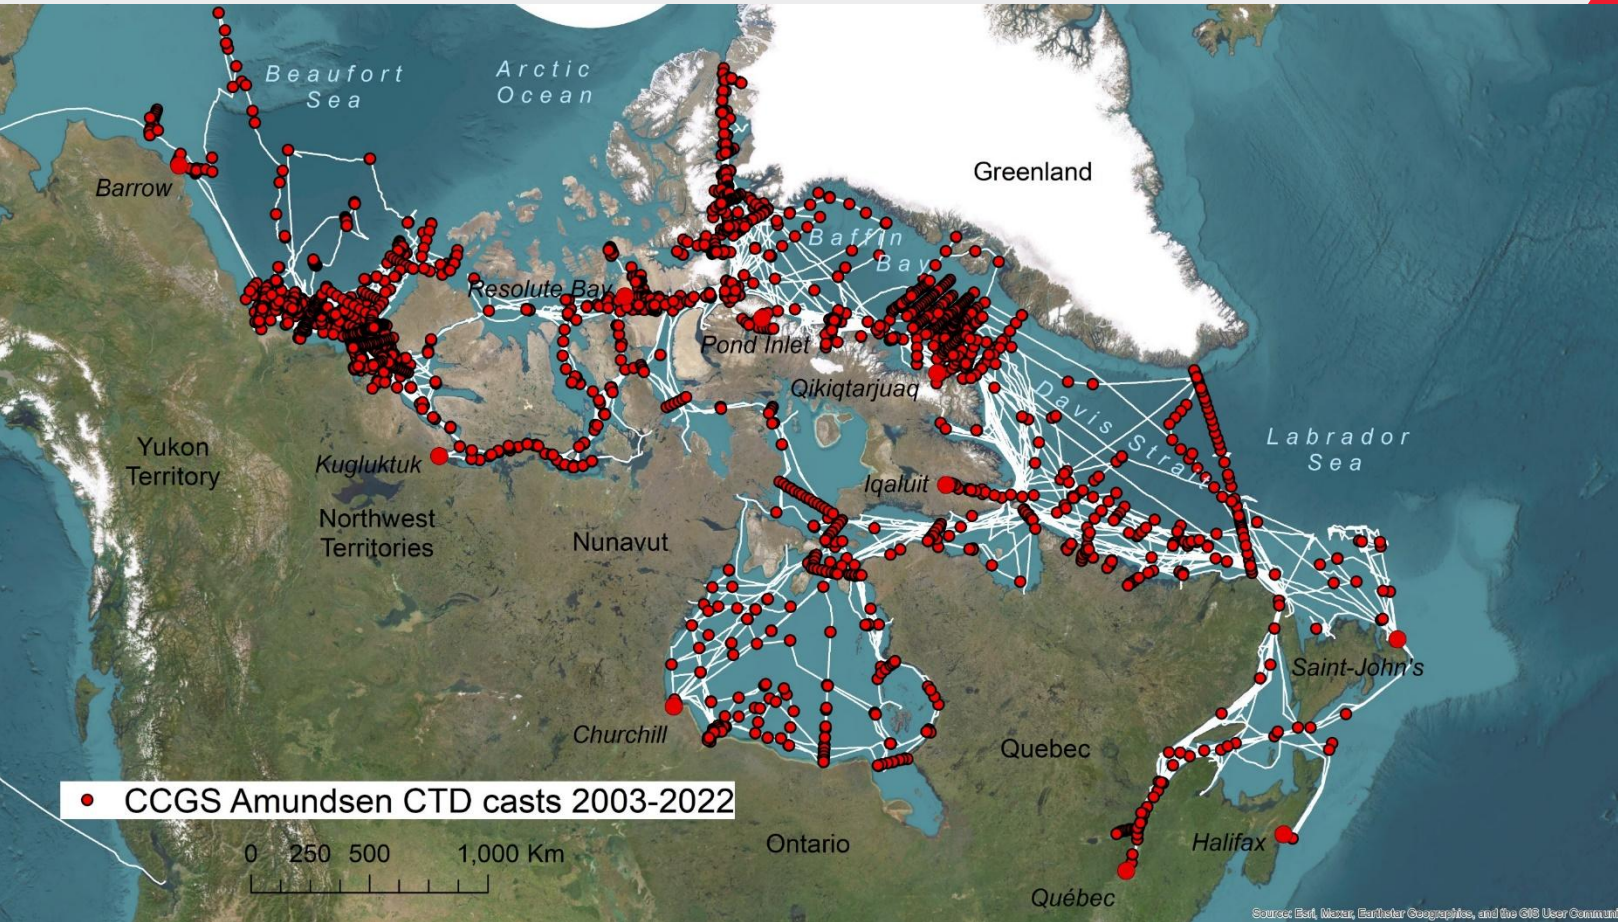 Beaufort
Sea
Arctic
Ocean
Greenland
Barrow
Baffin
Bay
Resolute Bay
Pond Inlet
Qikiqtarjuaq
Davis Strait
Labrador
Sea
Yukon
Territory
Kugluktuk
Iqaluit
Northwest
Territories
Nunavut
Saint-John's
Churchill
Quebec
CCGS Amundsen CTD casts 2003-2022
0 250 500 1,000 Km
Ontario
Halifax
Québec
Source: Esri, Maxar, Earthstar Geographics, and the GIS User Commun